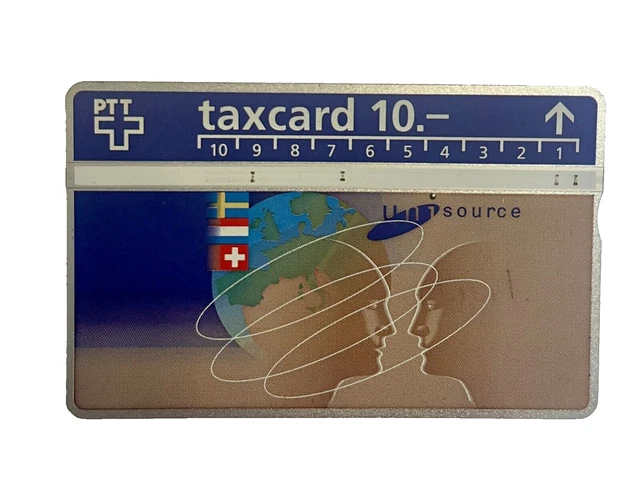 PTT
taxcard 10.–
10 9 8 7 6 5 4 3 2 1
unisource